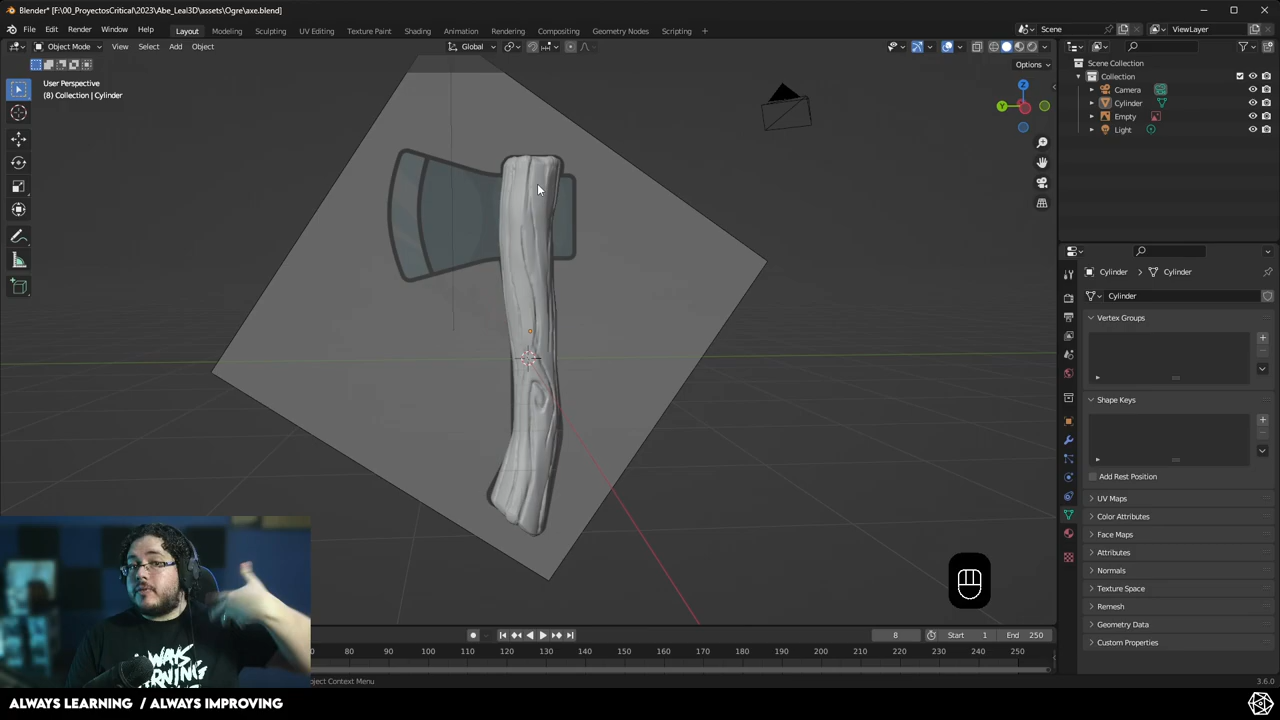 Blender* [F:\00_ProyectosCritical\2023\Abe_Leal3D\assets\Ogre\axe.blend]
File Edit Render Window Help Layout Modeling Sculpting UV Editing Texture Paint Shading Animation Rendering Compositing Geometry Nodes Scripting + Scene ViewLayer
Object Mode View Select Add Object Global
Options
User Perspective
(8) Collection | Cylinder
Z
Y
Scene Collection
Collection
Camera
Cylinder
Empty
Light
Cylinder Cylinder
Cylinder
Vertex Groups
Shape Keys
Add Rest Position
UV Maps
Color Attributes
Face Maps
Attributes
Normals
Texture Space
Remesh
Geometry Data
Custom Properties
8 Start 1 End 250
80 90 100 110 120 130 140 150 160 170 180 190 200 210 220 230 240 250
oject Context Menu
3.6.0
ALWAYS LEARNING / ALWAYS IMPROVING